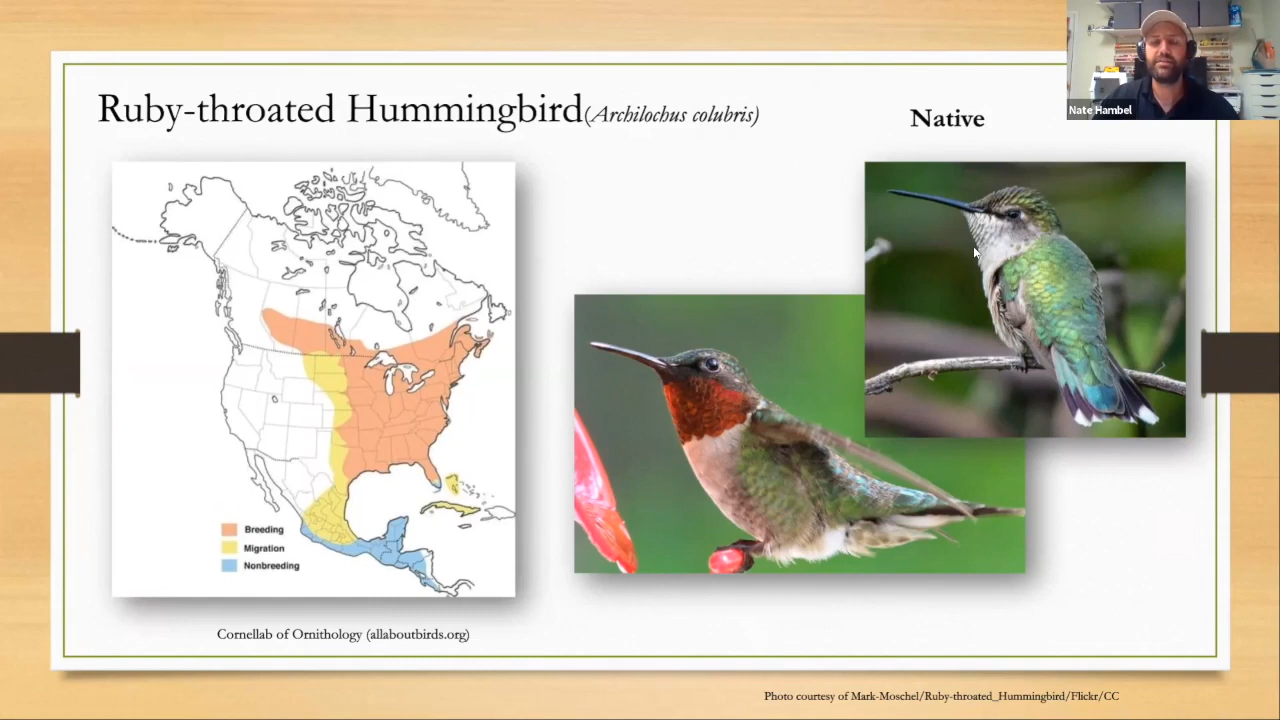 Ruby-throated Hummingbird(Archilochus colubris)
Native
Nate Hambel
Breeding
Migration
Nonbreeding
Cornellab of Ornithology (allaboutbirds.org)
Photo courtesy of Mark-Moschel/Ruby-throated_Hummingbird/Flickr/CC